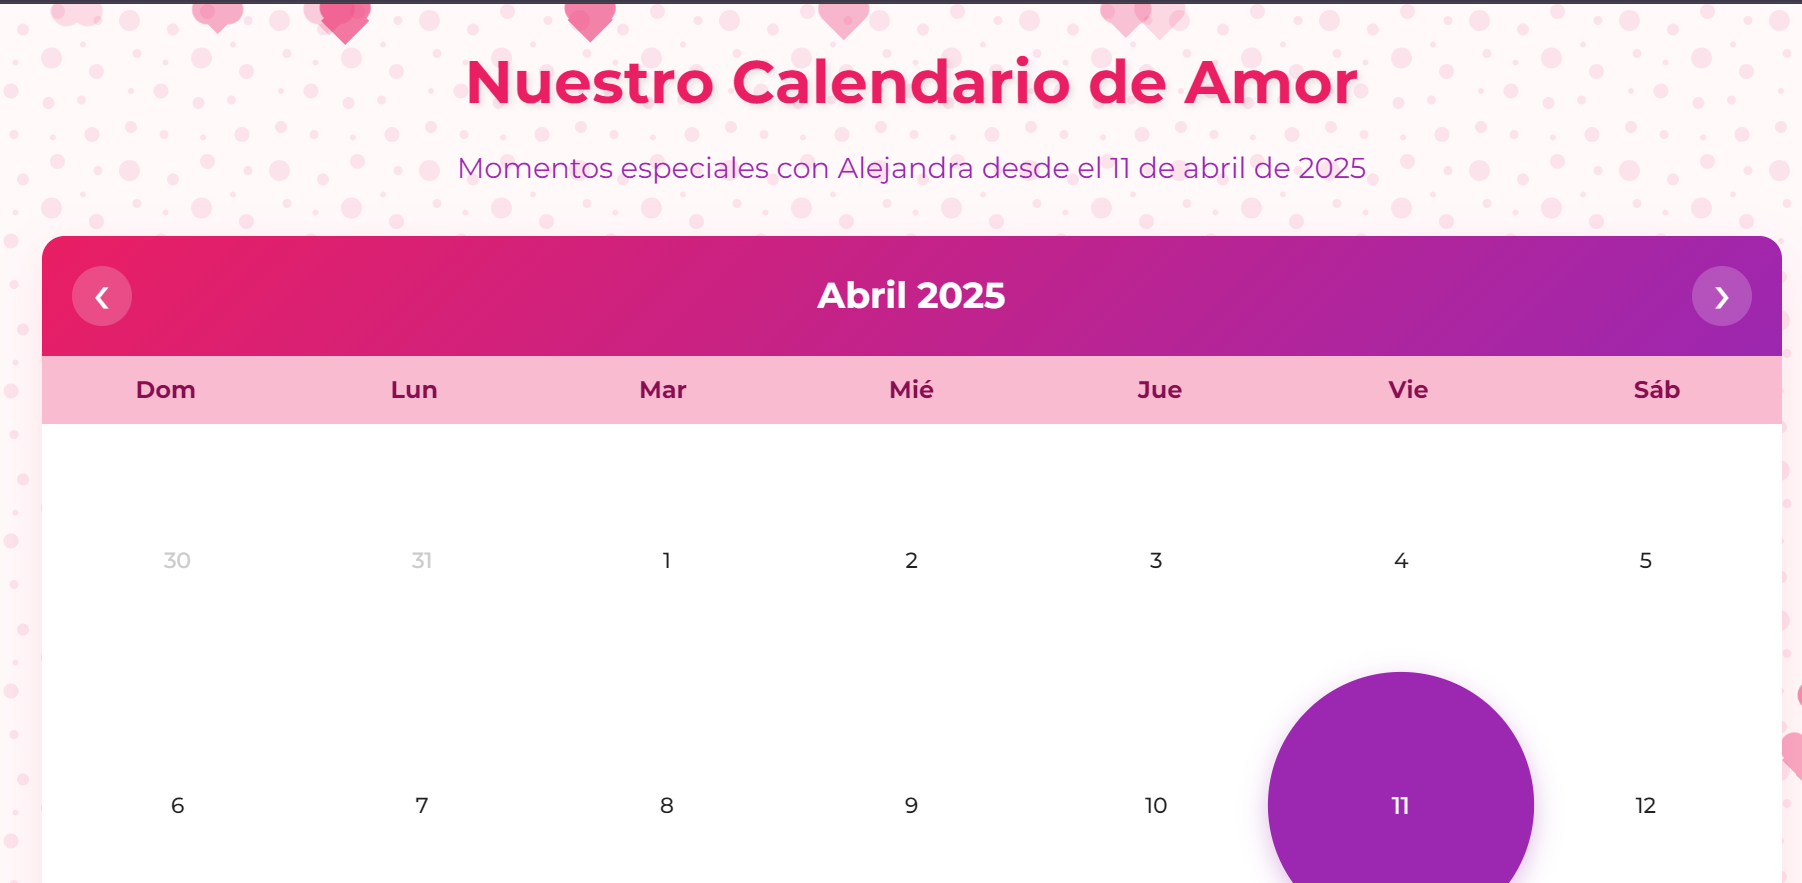 Nuestro Calendario de Amor
Momentos especiales con Alejandra desde el 11 de abril de 2025
‹ Abril 2025 ›
Dom Lun Mar Mié Jue Vie Sáb
30 31 1 2 3 4 5
6 7 8 9 10 11 12